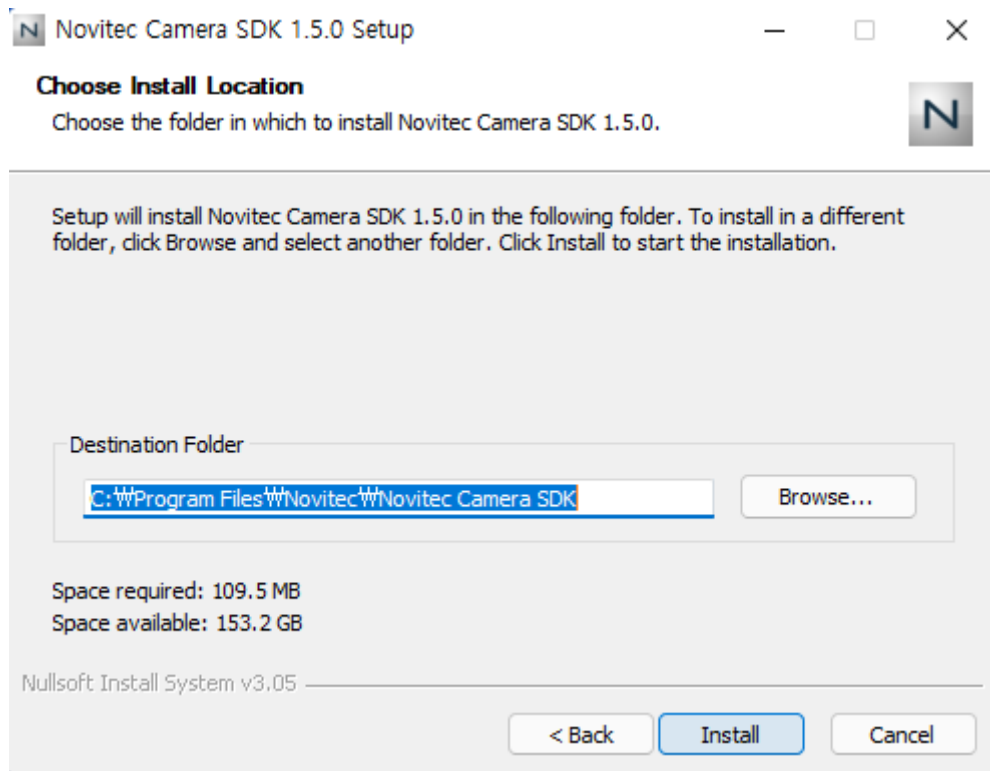 Novitec Camera SDK 1.5.0 Setup
Choose Install Location
Choose the folder in which to install Novitec Camera SDK 1.5.0.
N
Setup will install Novitec Camera SDK 1.5.0 in the following folder. To install in a different
folder, click Browse and select another folder. Click Install to start the installation.
Destination Folder
C:₩Program Files₩Novitec₩Novitec Camera SDK
Browse...
Space required: 109.5 MB
Space available: 153.2 GB
Nullsoft Install System v3.05
< Back
Install
Cancel